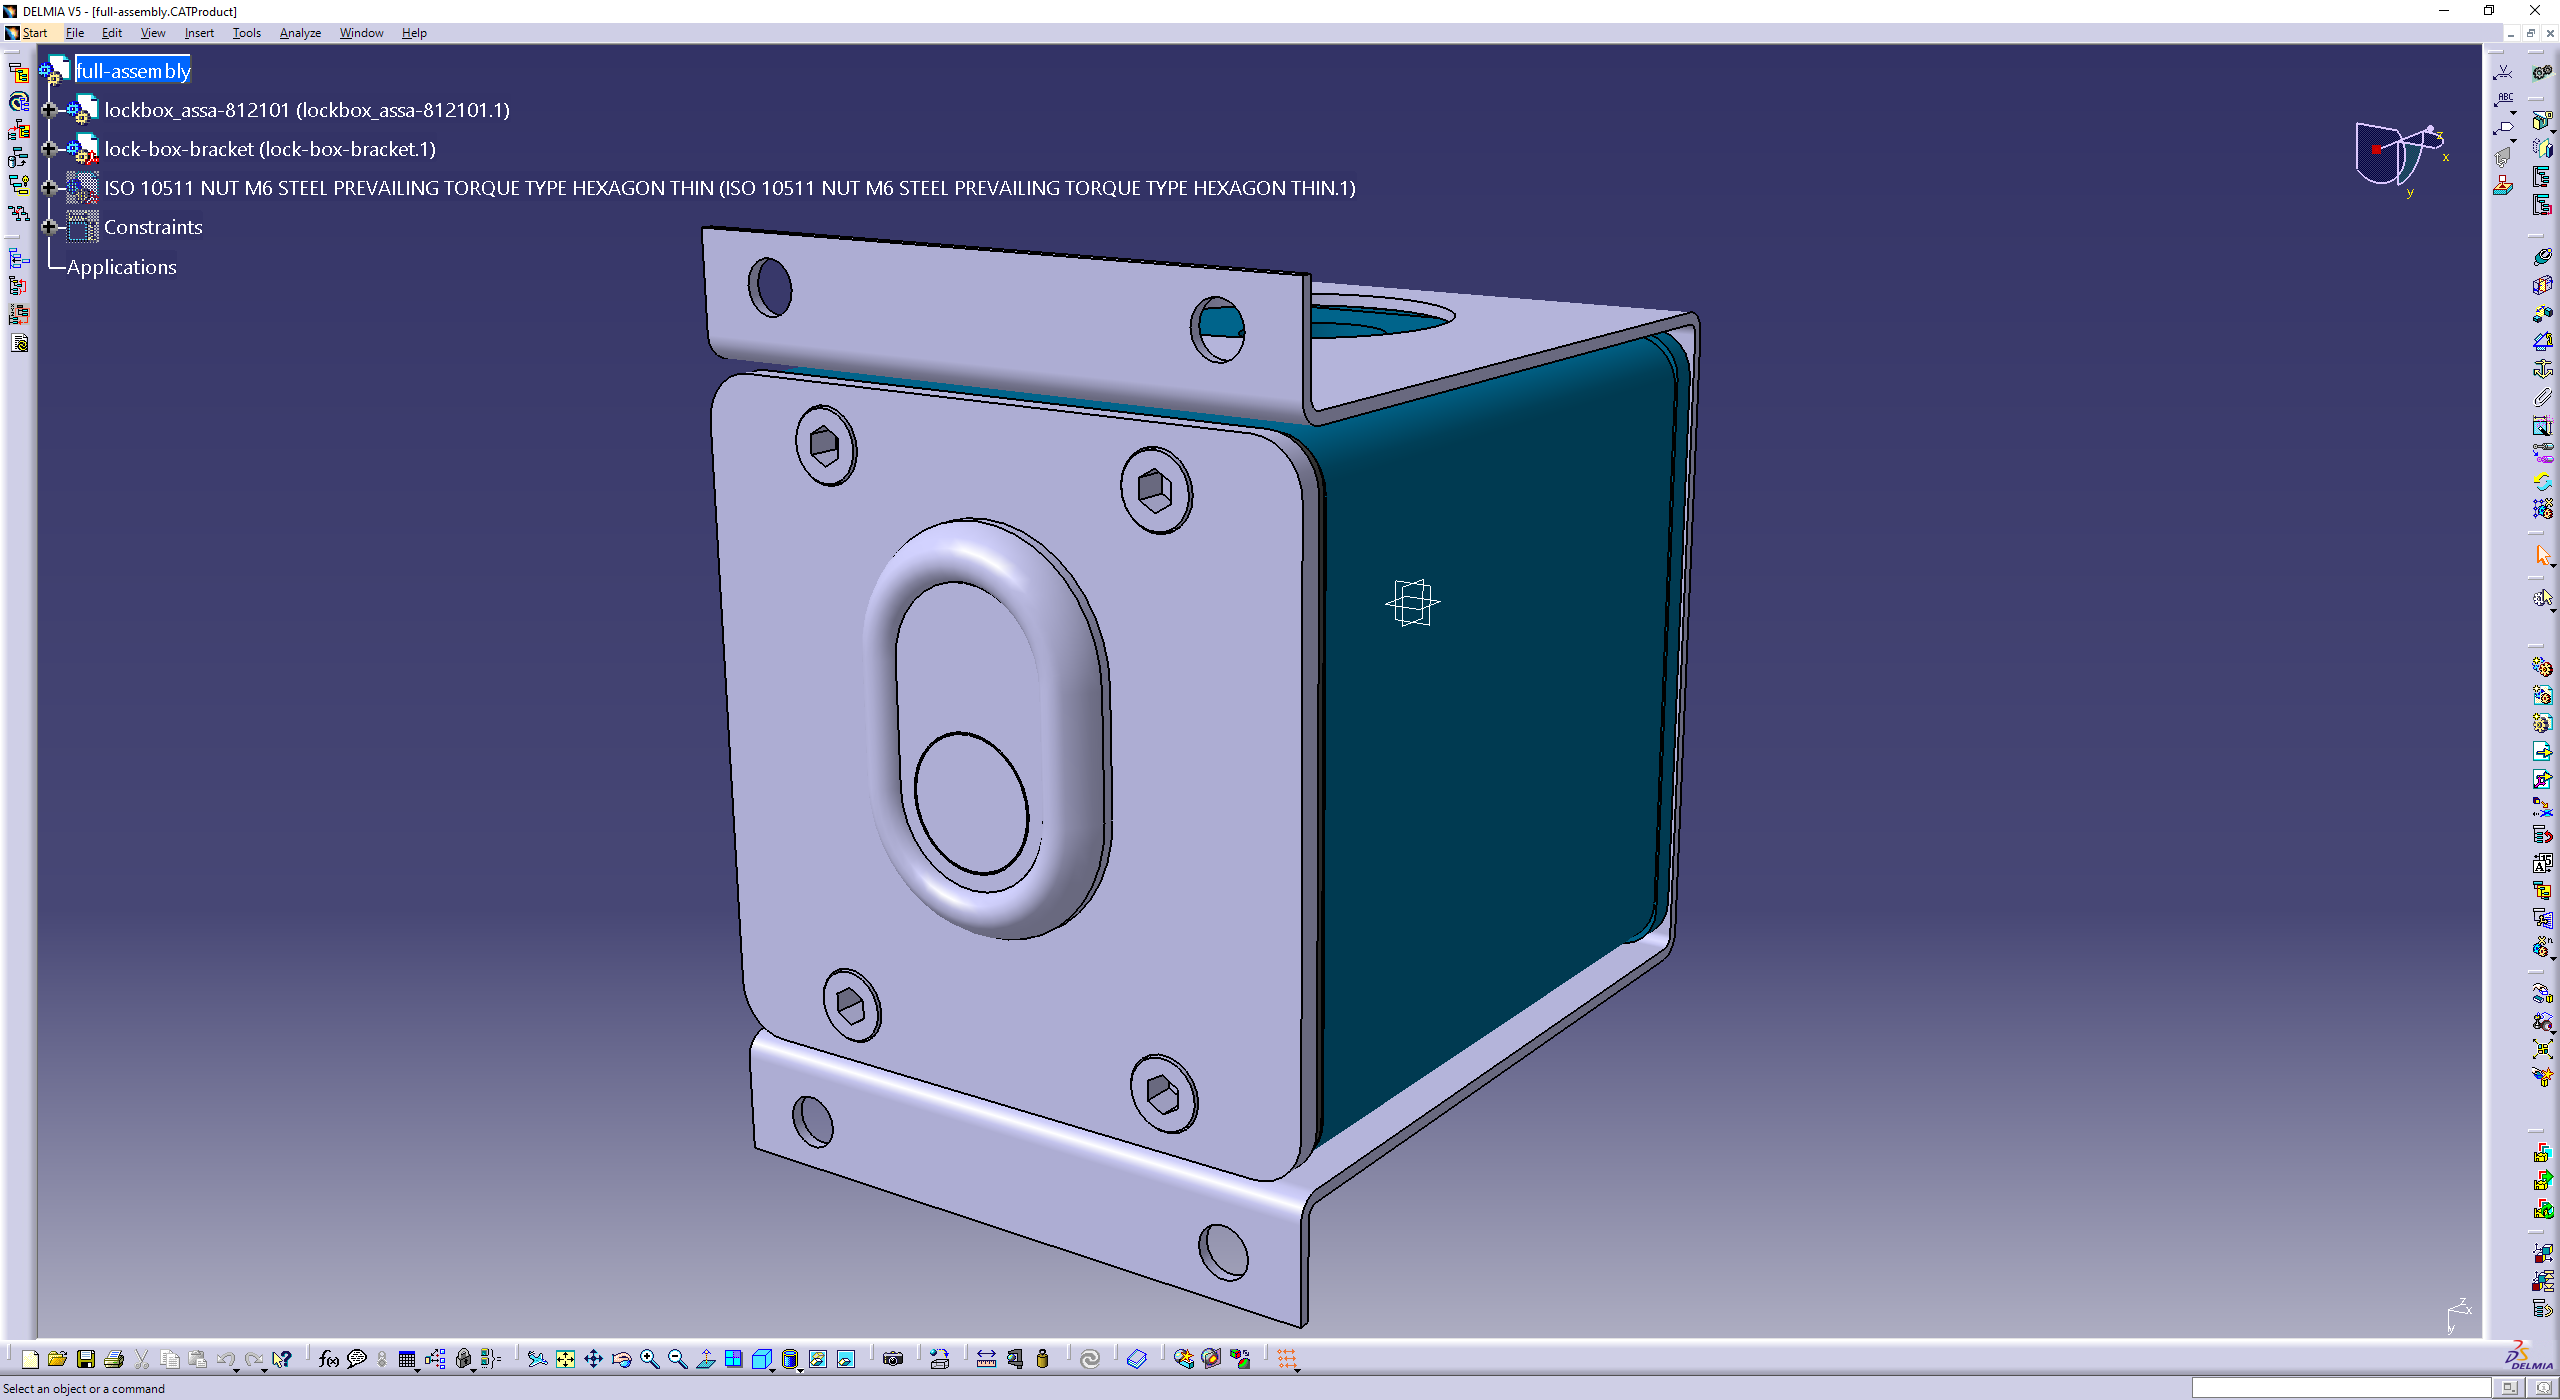 DELMIA V5 - [full-assembly.CATProduct]
Start File Edit View Insert Tools Analyze Window Help
full-assembly
lockbox_assa-812101 (lockbox_assa-812101.1)
lock-box-bracket (lock-box-bracket.1)
ISO 10511 NUT M6 STEEL PREVAILING TORQUE TYPE HEXAGON THIN (ISO 10511 NUT M6 STEEL PREVAILING TORQUE TYPE HEXAGON THIN.1)
Constraints
Applications
ABC
z
x
y
z
x
y
f(x)
DELMIA
Select an object or a command